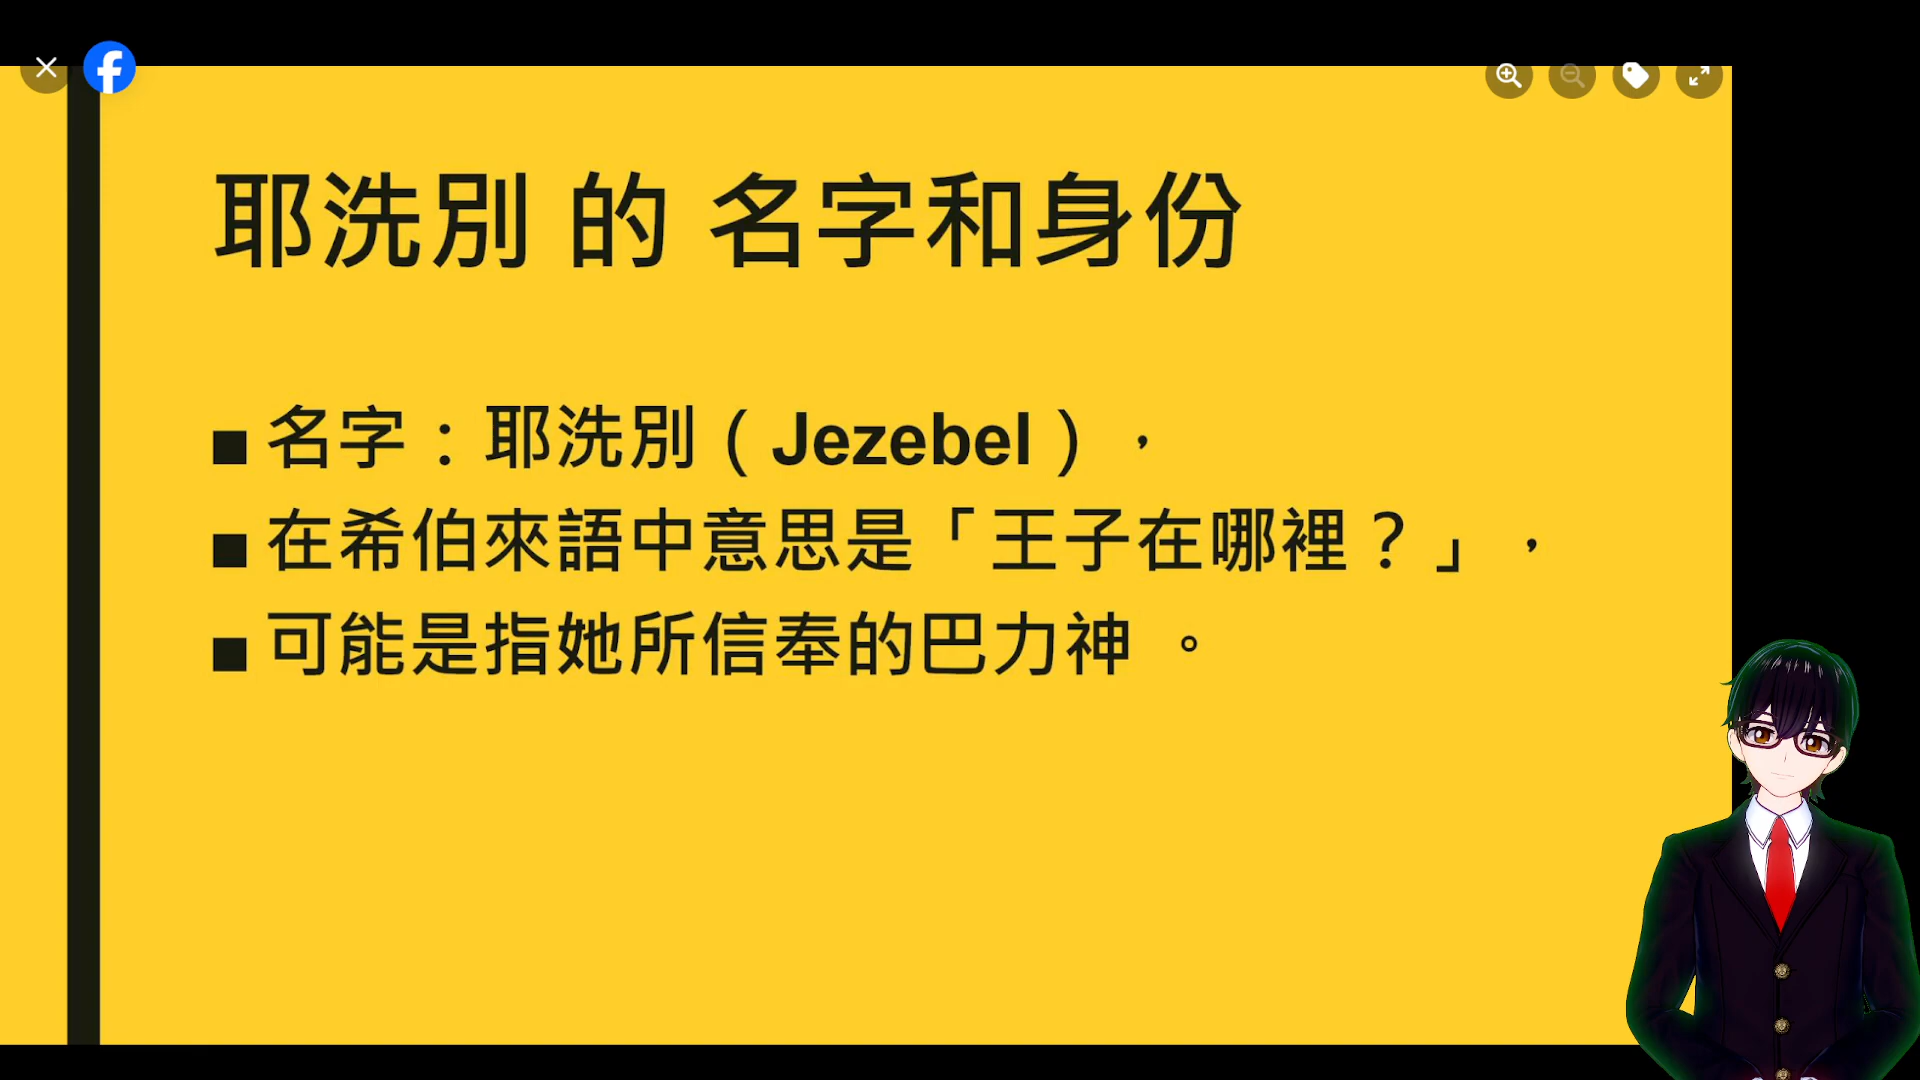 耶洗別 的 名字和身份
■ 名字：耶洗別（Jezebel），
■ 在希伯來語中意思是「王子在哪裡？」，
■ 可能是指她所信奉的巴力神 。